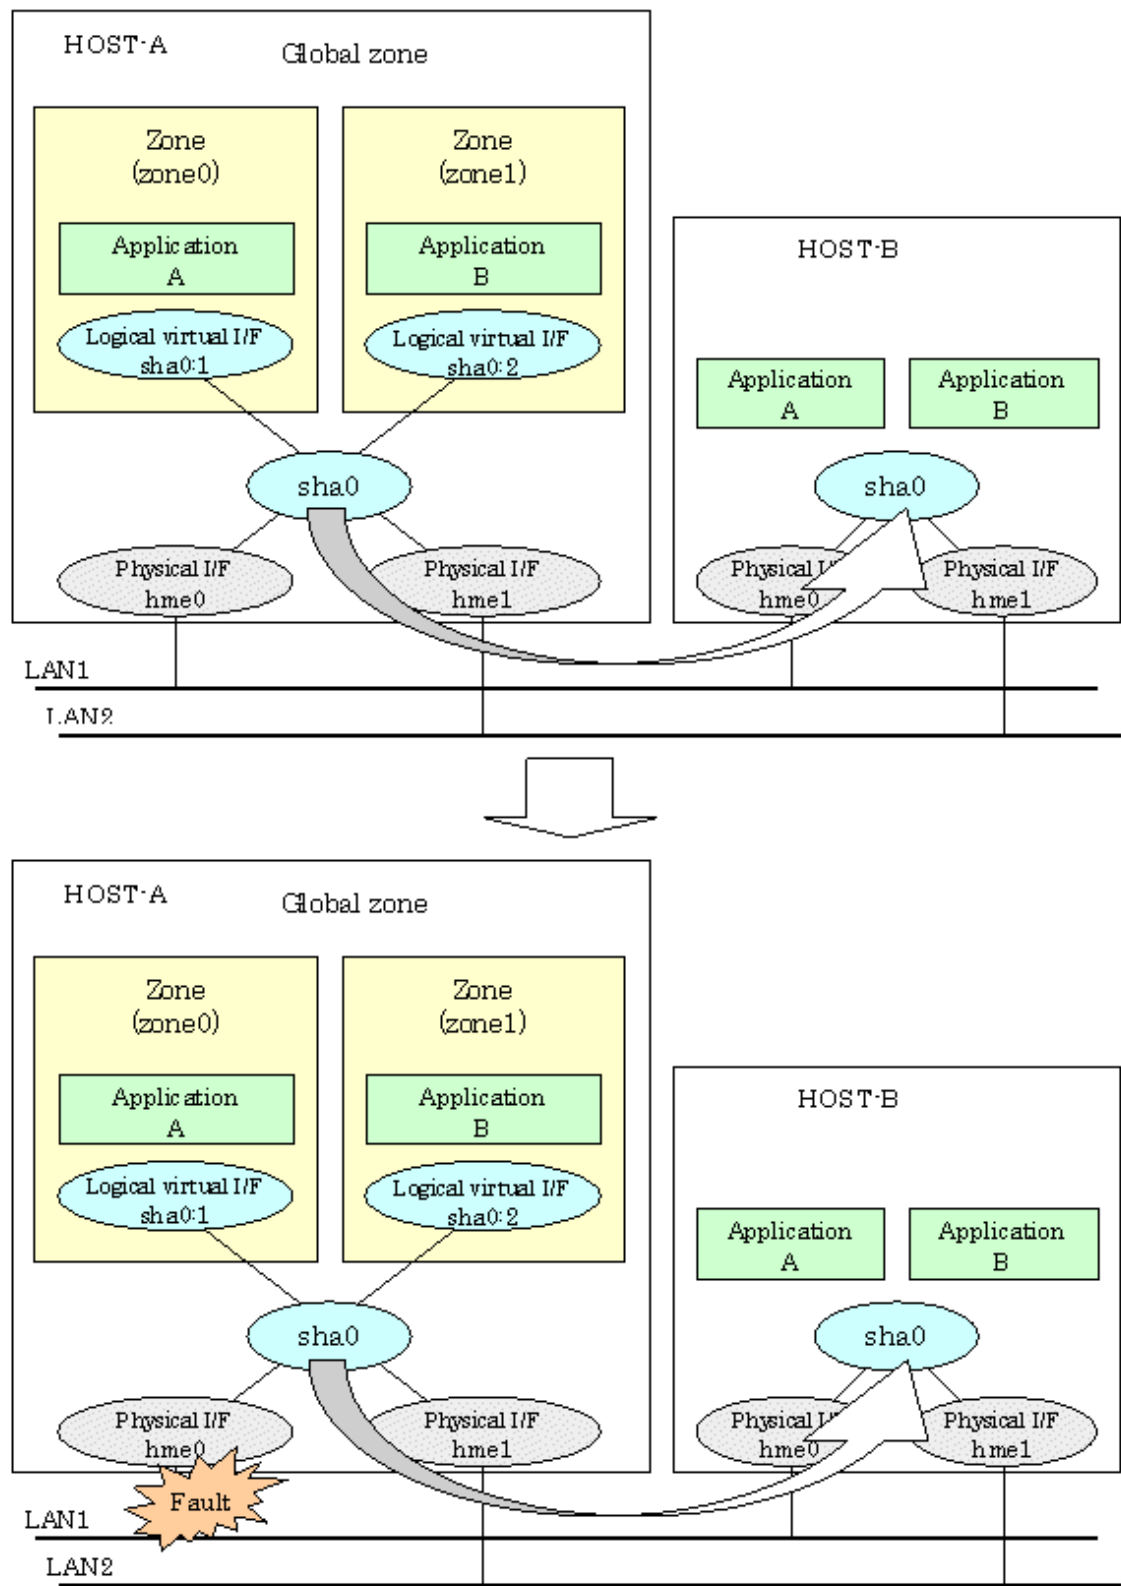 HOST-A
Global zone
Zone
(zone0)
Zone
(zone1)
Application
A
Application
B
Logical virtual I/F
sha0:1
Logical virtual I/F
sha0:2
sha0
Physical I/F
hme0
Physical I/F
hme1
HOST-B
Application
A
Application
B
sha0
Physical I/F
hme0
Physical I/F
hme1
LAN1
LAN2
HOST-A
Global zone
Zone
(zone0)
Zone
(zone1)
Application
A
Application
B
Logical virtual I/F
sha0:1
Logical virtual I/F
sha0:2
sha0
Physical I/F
hme0
Physical I/F
hme1
Fault
HOST-B
Application
A
Application
B
sha0
Physical I/F
hme0
Physical I/F
hme1
LAN1
LAN2